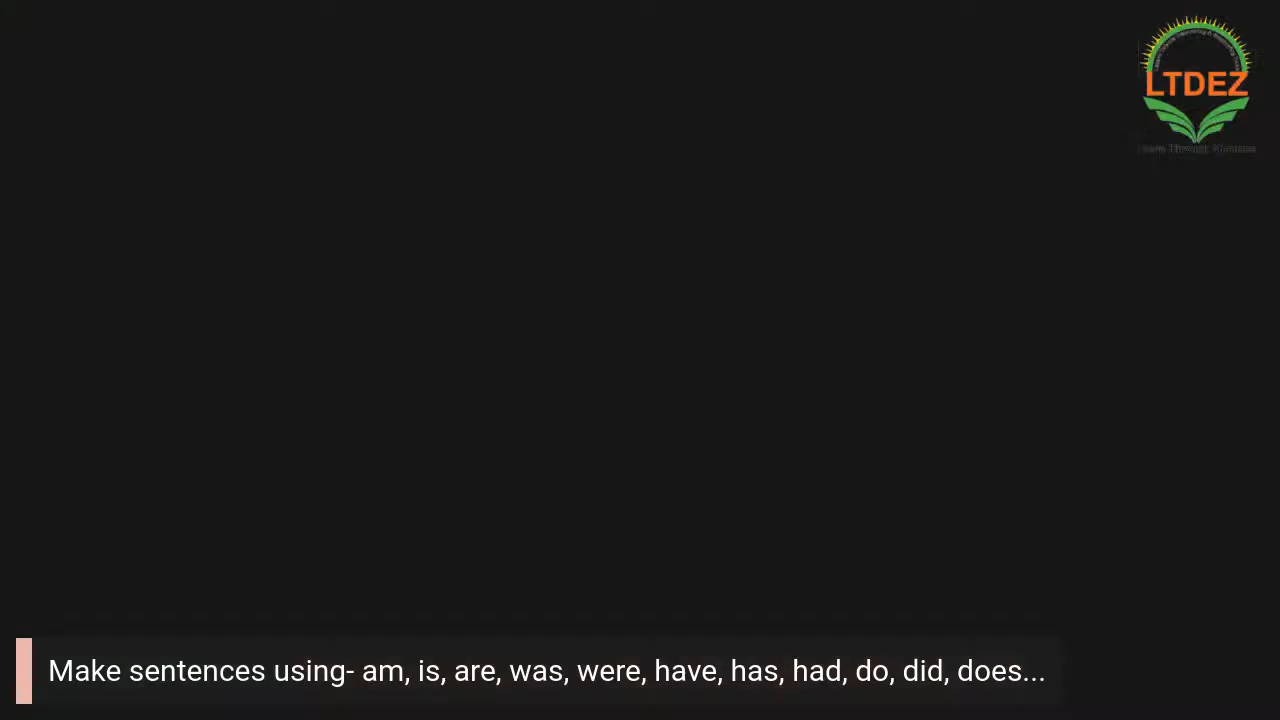 LTDEZ
Make sentences using- am, is, are, was, were, have, has, had, do, did, does...